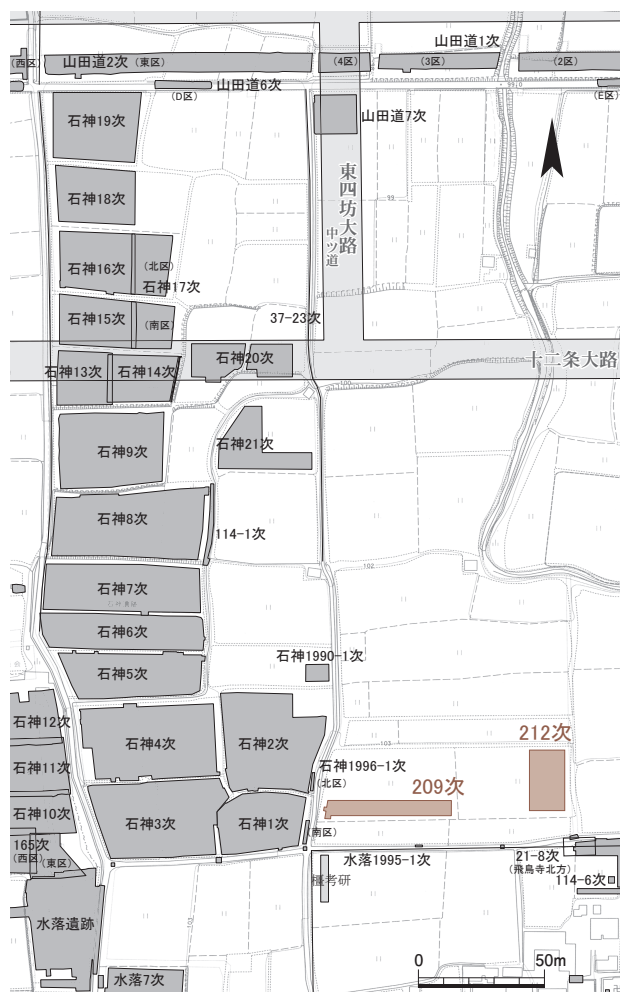 山田道1次
(西区)
山田道2次
(東区)
(4区)
(3区)
(2区)
山田道6次
(D区)
(E区)
99.0
石神19次
山田道7次
東四坊大路
中ツ道
99
石神18次
石神16次
(北区)
石神17次
石神15次
(南区)
37-23次
石神20次
十二条大路
石神13次
石神14次
100
石神9次
石神21次
石神8次
114-1次
102
石神7次
石神6次
石神5次
石神1990-1次
石神12次
石神4次
石神2次
103
212次
石神11次
石神1996-1次
(北区)
209次
石神10次
石神3次
石神1次
(南区)
165次
(西区)
(東区)
水落1995-1次
21-8次
(飛鳥寺北方)
橿考研
114-6次
水落遺跡
103
水落7次
0
50m